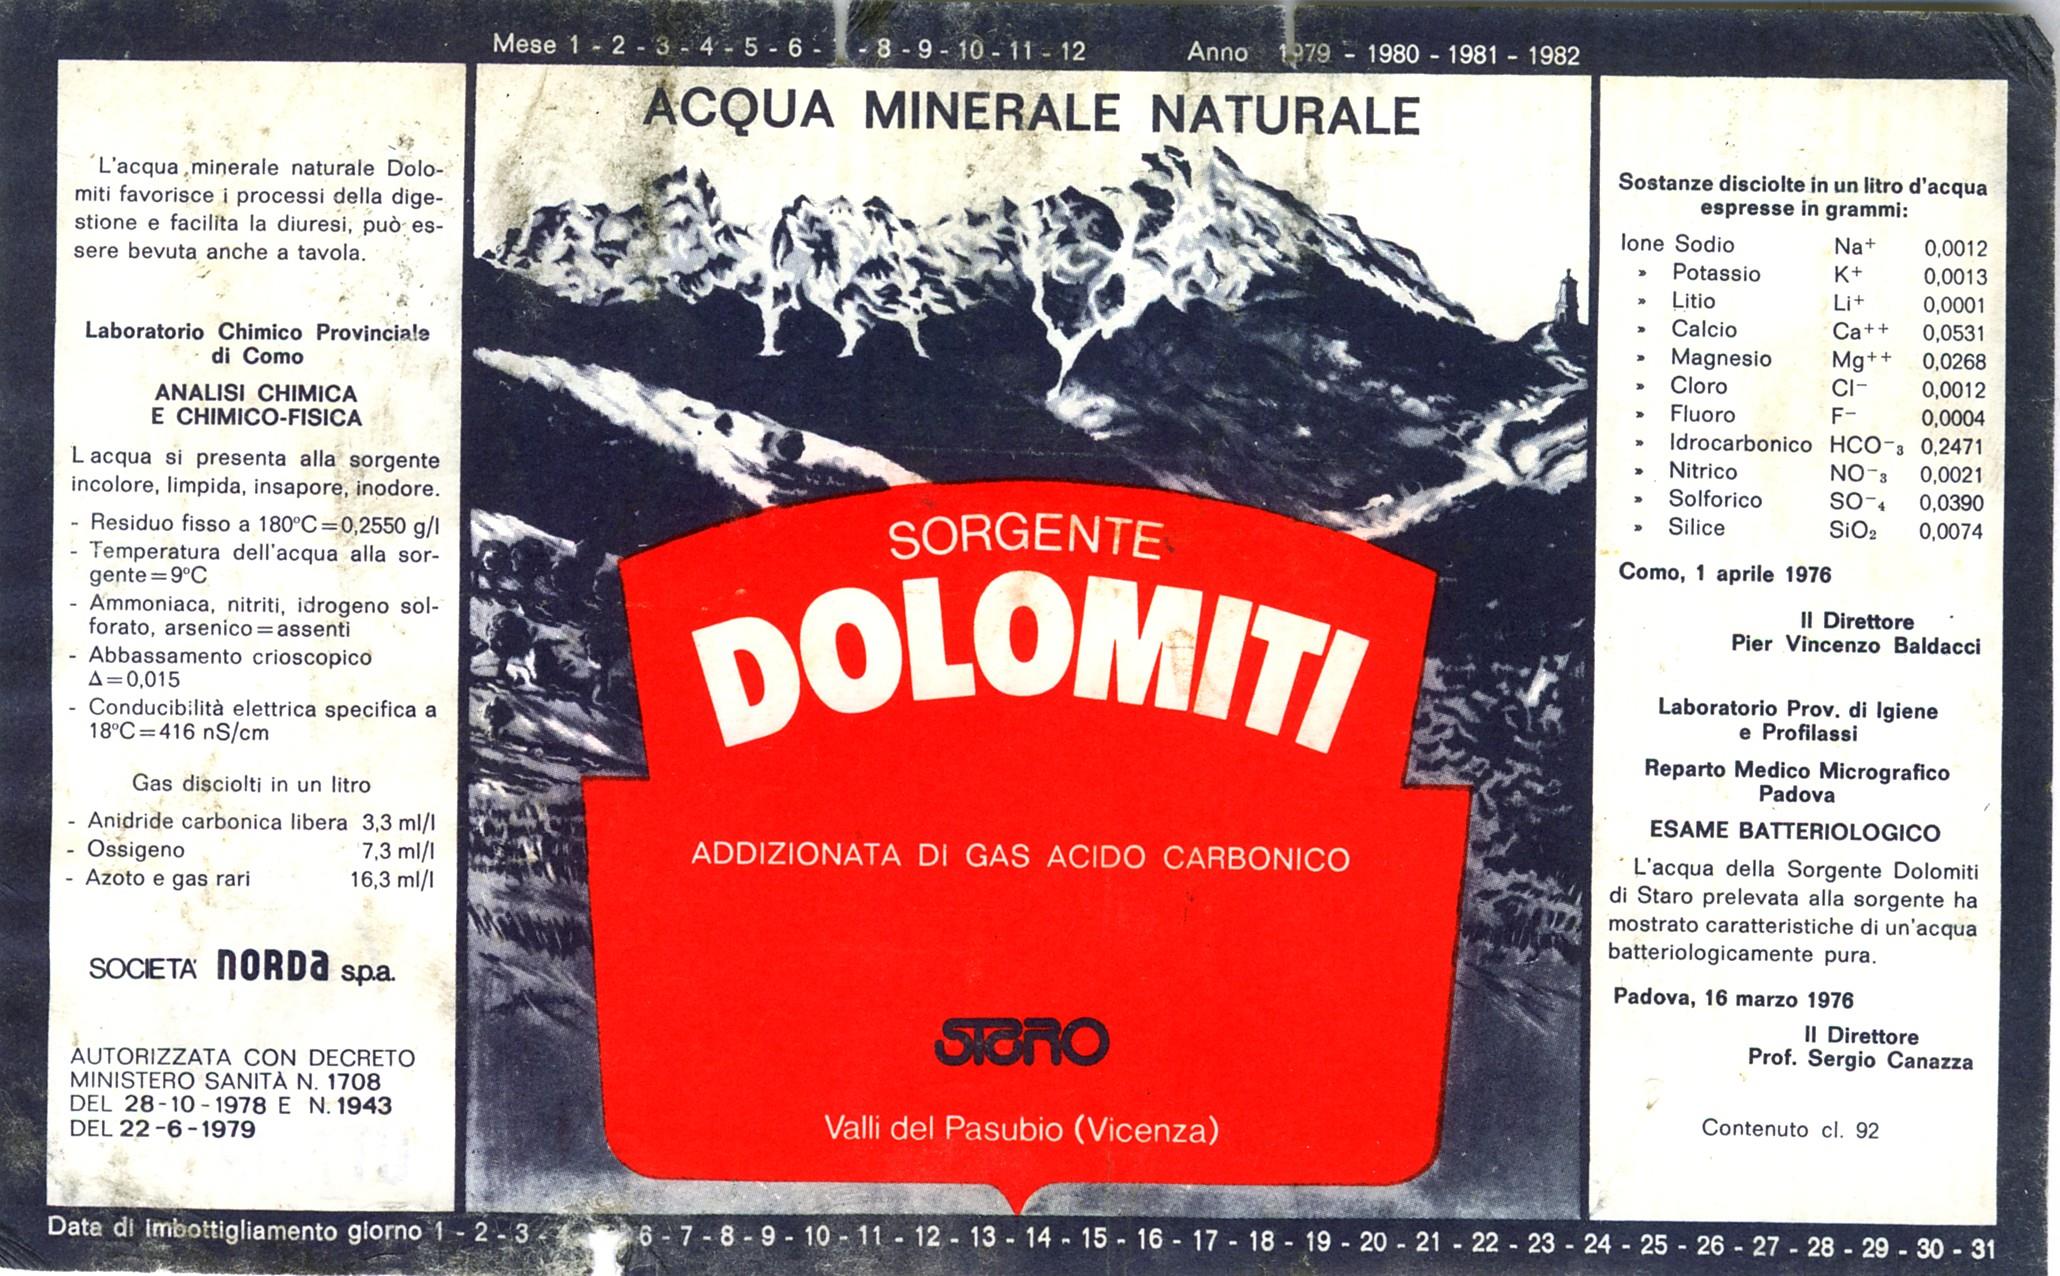 Mese 1 - 2 - 3 - 4 - 5 - 6 - - 8 - 9 - 10 - 11 - 12 Anno 1979 - 1980 - 1981 - 1982
L'acqua minerale naturale Dolo-
miti favorisce i processi della dige-
stione e facilita la diuresi, può es-
sere bevuta anche a tavola.
Laboratorio Chimico Provinciale
di Como
ANALISI CHIMICA
E CHIMICO-FISICA
L acqua si presenta alla sorgente
incolore, limpida, insapore, inodore.
- Residuo fisso a 180°C=0,2550 g/l
- Temperatura dell'acqua alla sor-
gente=9°C
- Ammoniaca, nitriti, idrogeno sol-
forato, arsenico=assenti
- Abbassamento crioscopico
Δ=0,015
- Conducibilità elettrica specifica a
18°C=416 nS/cm
Gas disciolti in un litro
- Anidride carbonica libera 3,3 ml/l
- Ossigeno 7,3 ml/l
- Azoto e gas rari 16,3 ml/l
SOCIETA' NORDA s.p.a.
AUTORIZZATA CON DECRETO
MINISTERO SANITÀ N. 1708
DEL 28-10-1978 E N. 1943
DEL 22-6-1979
ACQUA MINERALE NATURALE
SORGENTE
DOLOMITI
ADDIZIONATA DI GAS ACIDO CARBONICO
STARO
Valli del Pasubio (Vicenza)
Sostanze disciolte in un litro d'acqua
espresse in grammi:
Ione Sodio Na+ 0,0012
» Potassio K+ 0,0013
» Litio Li+ 0,0001
» Calcio Ca++ 0,0531
» Magnesio Mg++ 0,0268
» Cloro Cl− 0,0012
» Fluoro F− 0,0004
» Idrocarbonico HCO−₃ 0,2471
» Nitrico NO−₃ 0,0021
» Solforico SO−₄ 0,0390
» Silice SiO₂ 0,0074
Como, 1 aprile 1976
Il Direttore
Pier Vincenzo Baldacci
Laboratorio Prov. di Igiene
e Profilassi
Reparto Medico Micrografico
Padova
ESAME BATTERIOLOGICO
L'acqua della Sorgente Dolomiti
di Staro prelevata alla sorgente ha
mostrato caratteristiche di un'acqua
batteriologicamente pura.
Padova, 16 marzo 1976
Il Direttore
Prof. Sergio Canazza
Contenuto cl. 92
Data di imbottigliamento giorno 1 - 2 - 3 - 4 - 6 - 7 - 8 - 9 - 10 - 11 - 12 - 13 - 14 - 15 - 16 - 17 - 18 - 19 - 20 - 21 - 22 - 23 - 24 - 25 - 26 - 27 - 28 - 29 - 30 - 31